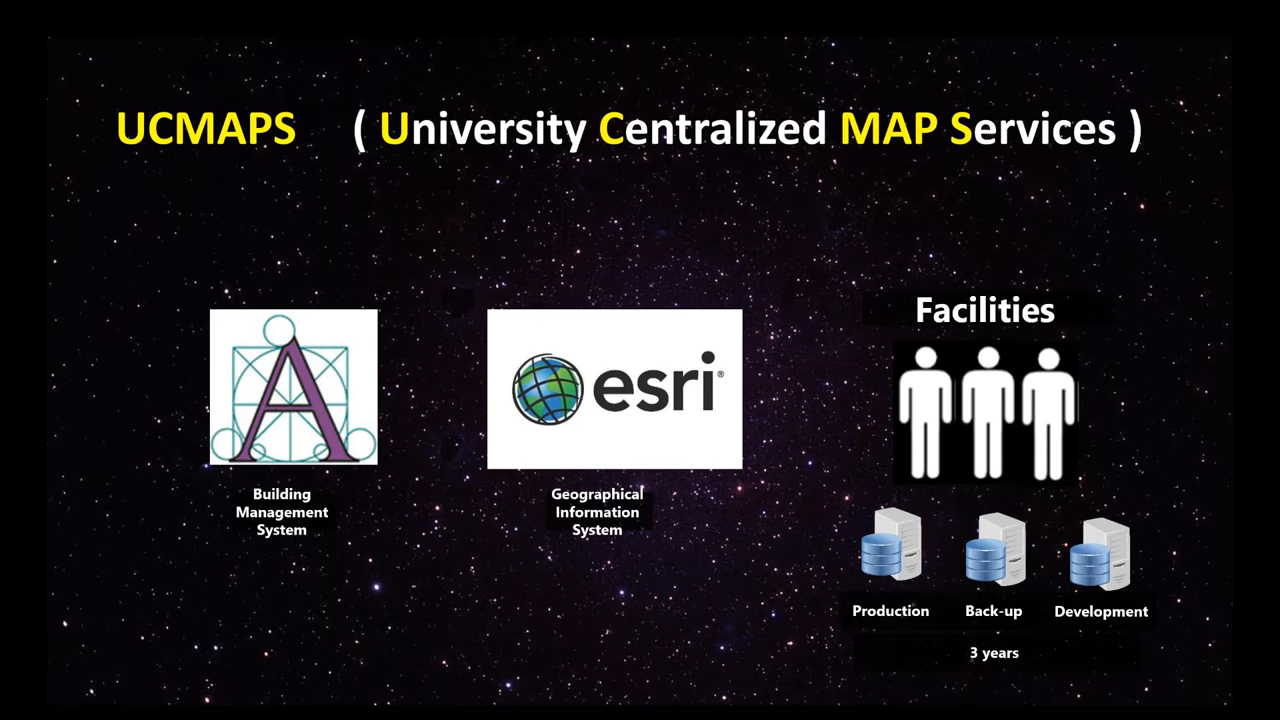 UCMAPS ( University Centralized MAP Services )
Facilities
A
esri®
Building
Management
System
Geographical
Information
System
Production Back-up Development
3 years